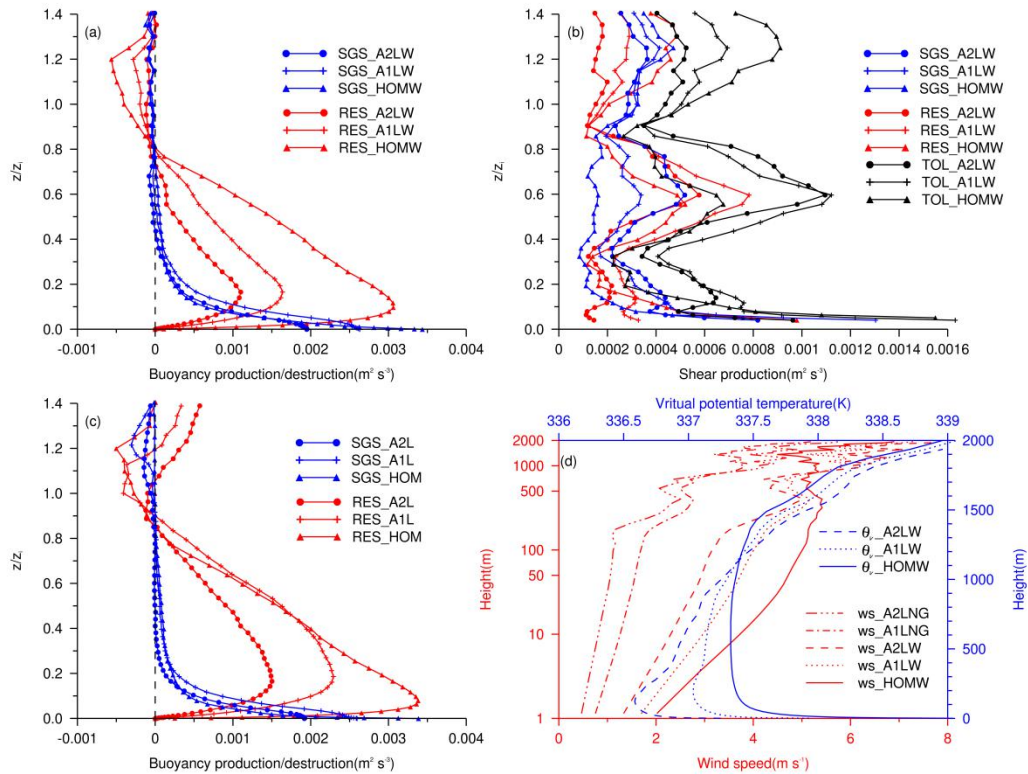 (a)
1.4
1.2
1.0
0.8
0.6
0.4
0.2
0.0
z/zᵢ
SGS_A2LW
SGS_A1LW
SGS_HOMW
RES_A2LW
RES_A1LW
RES_HOMW
-0.001 0 0.001 0.002 0.003 0.004
Buoyancy production/destruction(m² s⁻³)
(b)
1.4
1.2
1.0
0.8
0.6
0.4
0.2
0.0
z/zᵢ
SGS_A2LW
SGS_A1LW
SGS_HOMW
RES_A2LW
RES_A1LW
RES_HOMW
TOL_A2LW
TOL_A1LW
TOL_HOMW
0 0.0002 0.0004 0.0006 0.0008 0.001 0.0012 0.0014 0.0016
Shear production(m² s⁻³)
(c)
1.4
1.2
1.0
0.8
0.6
0.4
0.2
0.0
z/zᵢ
SGS_A2L
SGS_A1L
SGS_HOM
RES_A2L
RES_A1L
RES_HOM
-0.001 0 0.001 0.002 0.003 0.004
Buoyancy production/destruction(m² s⁻³)
Vritual potential temperature(K)
336 336.5 337 337.5 338 338.5 339
(d)
2000
1000
500
100
50
10
1
Height(m)
θᵥ_A2LW
θᵥ_A1LW
θᵥ_HOMW
ws_A2LNG
ws_A1LNG
ws_A2LW
ws_A1LW
ws_HOMW
2000
1500
1000
500
0
Height(m)
0 2 4 6 8
Wind speed(m s⁻¹)